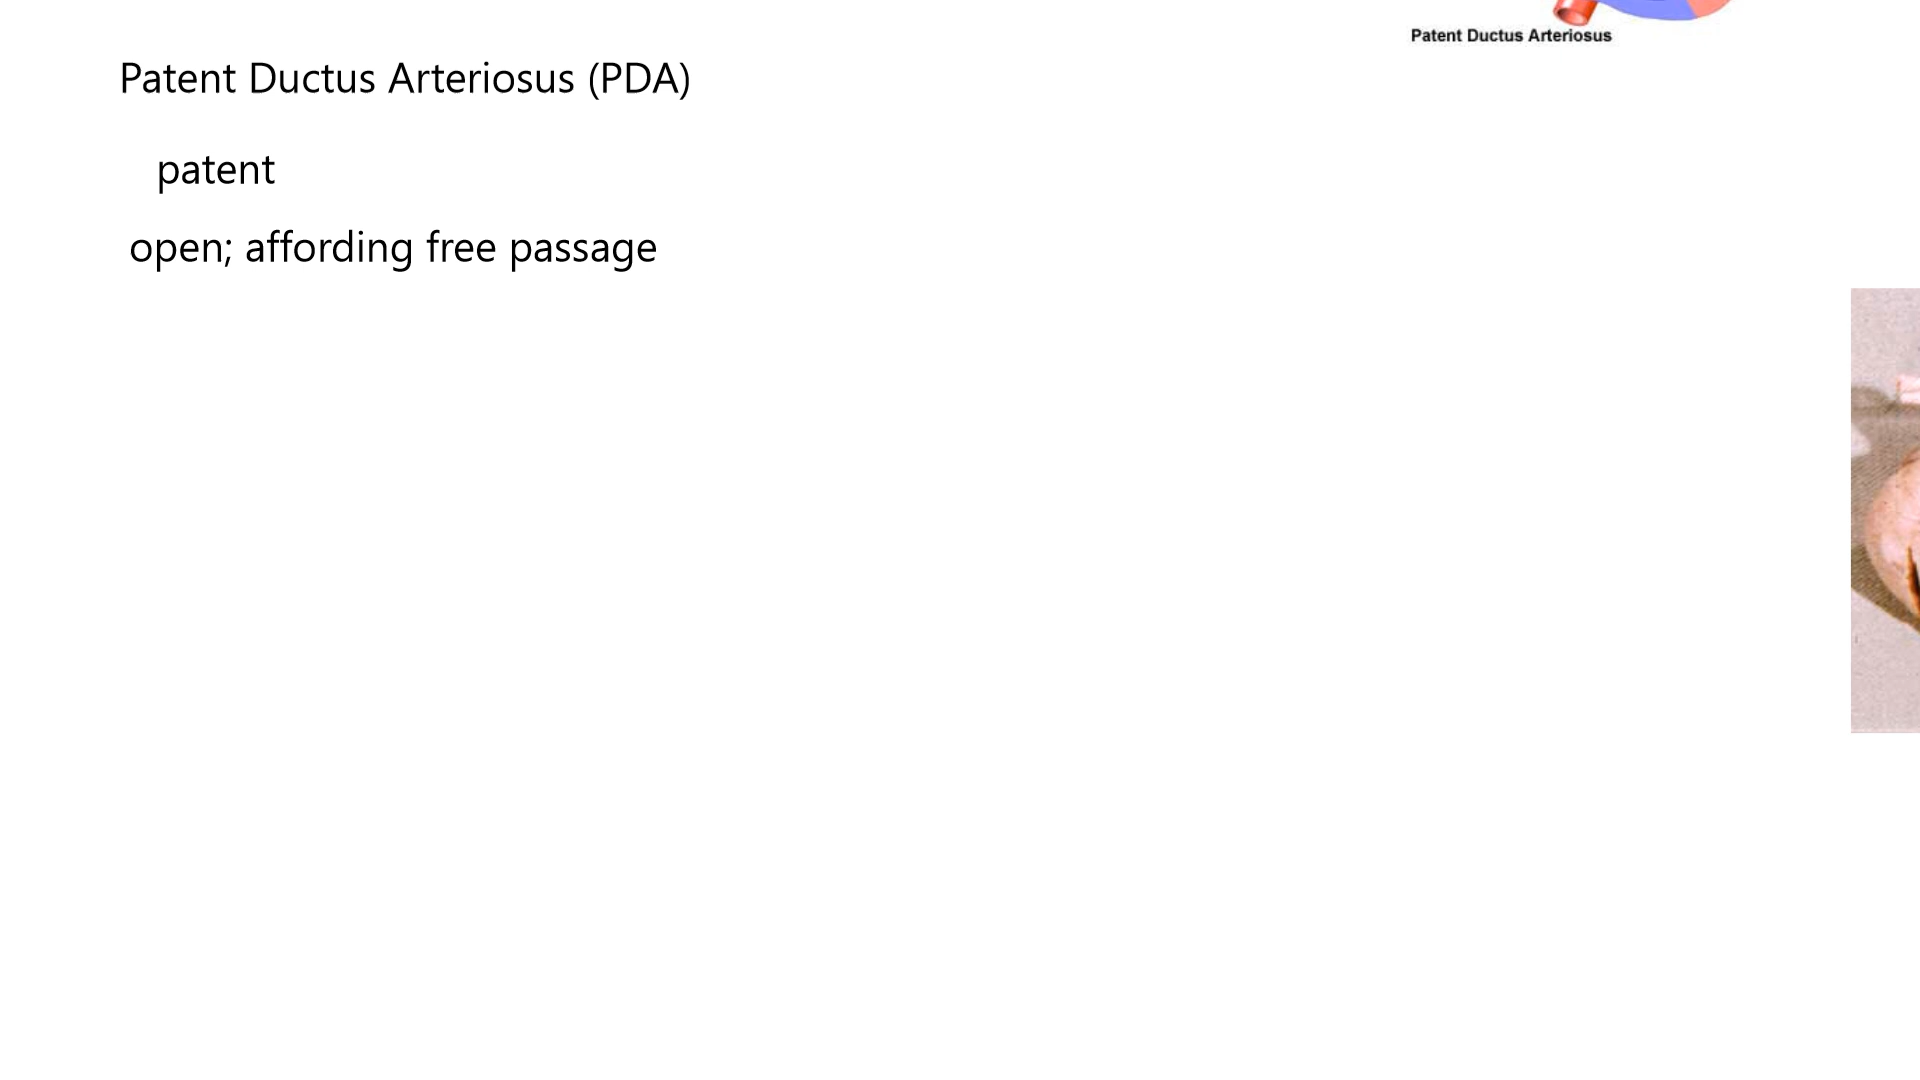 Patent Ductus Arteriosus
Patent Ductus Arteriosus (PDA)
patent
open; affording free passage